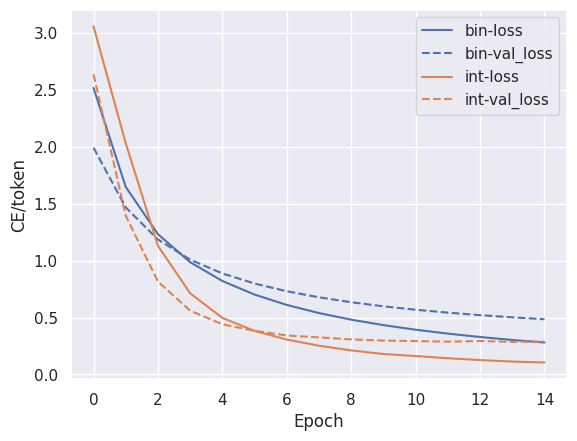 3.0
2.5
2.0
1.5
1.0
0.5
0.0
CE/token
0 2 4 6 8 10 12 14
Epoch
bin-loss
bin-val_loss
int-loss
int-val_loss